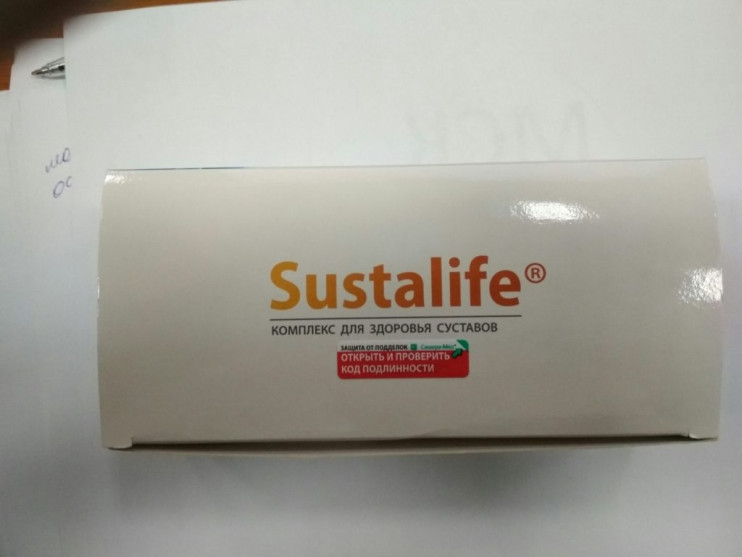 Sustalife®
КОМПЛЕКС ДЛЯ ЗДОРОВЬЯ СУСТАВОВ
ЗАЩИТА ОТ ПОДДЕЛОК
ОТКРЫТЬ И ПРОВЕРИТЬ
КОД ПОДЛИННОСТИ